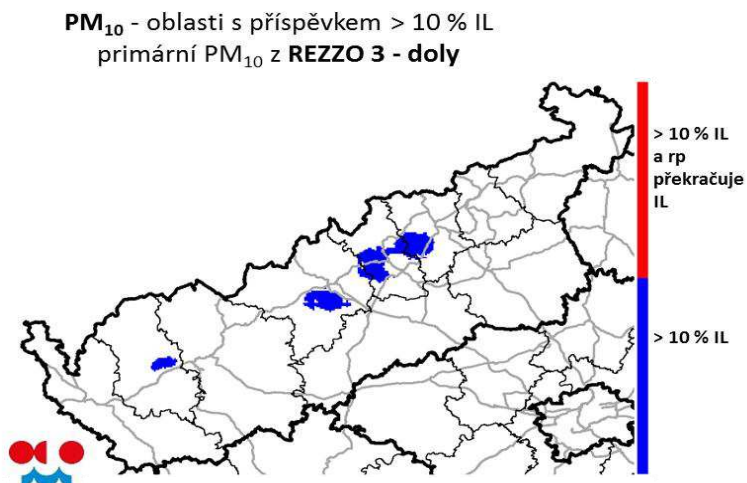 PM₁₀ - oblasti s příspěvkem > 10 % IL
primární PM₁₀ z REZZO 3 - doly
> 10 % IL
a rp
překračuje
IL
> 10 % IL